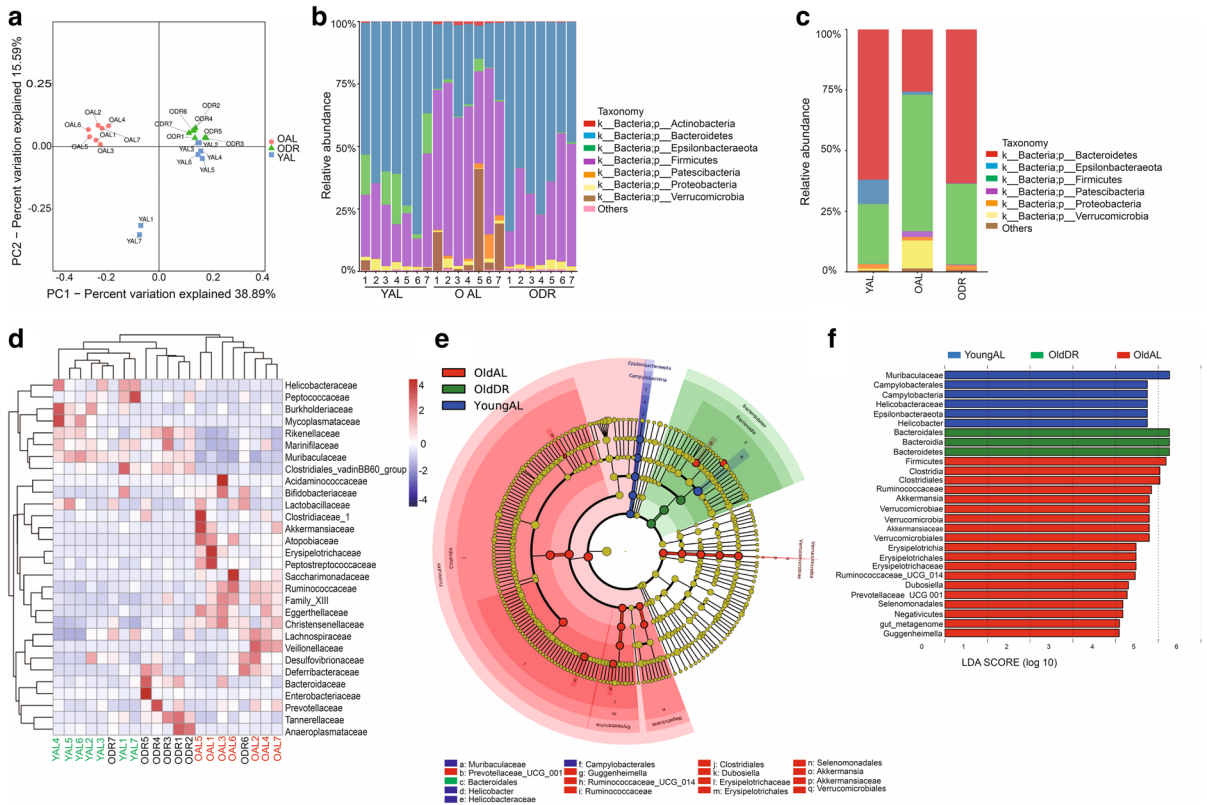 a
PC2 − Percent variation explained 15.59%
0.25
0.00
-0.25
-0.4
-0.2
0.0
0.2
0.4
PC1 − Percent variation explained 38.89%
OAL2
OAL4
OAL6
OAL1
OAL7
OAL5
OAL3
ODR6
ODR2
ODR7
ODR4
ODR1
ODR5
YAL3
YAL2
ODR3
YAL6
YAL4
YAL5
YAL1
YAL7
OAL
ODR
YAL
b
Relative abundance
100%
75%
50%
25%
0%
1 2 3 4 5 6 7 1 2 3 4 5 6 7 1 2 3 4 5 6 7
YAL O AL ODR
Taxonomy
k__Bacteria;p__Actinobacteria
k__Bacteria;p__Bacteroidetes
k__Bacteria;p__Epsilonbacteraeota
k__Bacteria;p__Firmicutes
k__Bacteria;p__Patescibacteria
k__Bacteria;p__Proteobacteria
k__Bacteria;p__Verrucomicrobia
Others
c
Relative abundance
100%
75%
50%
25%
0%
YAL
OAL
ODR
Taxonomy
k__Bacteria;p__Bacteroidetes
k__Bacteria;p__Epsilonbacteraeota
k__Bacteria;p__Firmicutes
k__Bacteria;p__Patescibacteria
k__Bacteria;p__Proteobacteria
k__Bacteria;p__Verrucomicrobia
Others
d
Helicobacteraceae
Peptococcaceae
Burkholderiaceae
Mycoplasmataceae
Rikenellaceae
Marinifilaceae
Muribaculaceae
Clostridiales_vadinBB60_group
Acidaminococcaceae
Bifidobacteriaceae
Lactobacillaceae
Clostridiaceae_1
Akkermansiaceae
Atopobiaceae
Erysipelotrichaceae
Peptostreptococcaceae
Saccharimonadaceae
Ruminococcaceae
Family_XIII
Eggerthellaceae
Christensenellaceae
Lachnospiraceae
Veillonellaceae
Desulfovibrionaceae
Deferribacteraceae
Bacteroidaceae
Enterobacteriaceae
Prevotellaceae
Tannerellaceae
Anaeroplasmataceae
YAL4
YAL5
YAL6
YAL2
YAL3
ODR7
YAL1
YAL7
ODR5
ODR4
ODR3
ODR1
ODR2
OAL5
OAL1
OAL3
OAL6
ODR6
OAL2
OAL4
OAL7
4
2
0
-2
-4
e
OldAL
OldDR
YoungAL
Epsilonbacteraeota
Campylobacteria
Bacteroidetes
Bacteroidia
Verrucomicrobia
Verrucomicrobiae
Firmicutes
Clostridia
Erysipelotrichia
Negativicutes
a: Muribaculaceae
b: Prevotellaceae_UCG_001
c: Bacteroidales
d: Helicobacter
e: Helicobacteraceae
f: Campylobacterales
g: Guggenheimella
h: Ruminococcaceae_UCG_014
i: Ruminococcaceae
j: Clostridiales
k: Dubosiella
l: Erysipelotrichaceae
m: Erysipelotrichales
n: Selenomonadales
o: Akkermansia
p: Akkermansiaceae
q: Verrucomicrobiales
f
YoungAL OldDR OldAL
Muribaculaceae
Campylobacterales
Campylobacteria
Helicobacteraceae
Epsilonbacteraeota
Helicobacter
Bacteroidales
Bacteroidia
Bacteroidetes
Firmicutes
Clostridia
Clostridiales
Ruminococcaceae
Akkermansia
Verrucomicrobiae
Verrucomicrobia
Akkermansiaceae
Verrucomicrobiales
Erysipelotrichia
Erysipelotrichales
Erysipelotrichaceae
Ruminococcaceae_UCG_014
Dubosiella
Prevotellaceae UCG 001
Selenomonadales
Negativicutes
gut_metagenome
Guggenheimella
0 1 2 3 4 5 6
LDA SCORE (log 10)